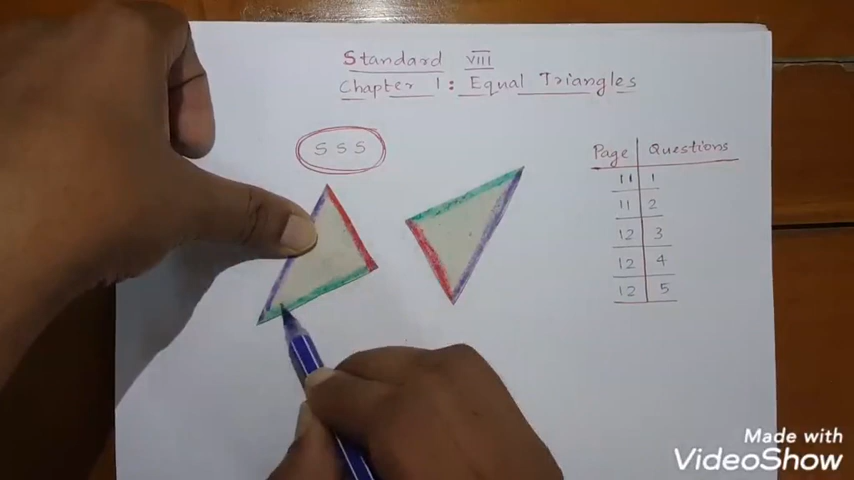 Standard VIII
Chapter 1: Equal Triangles
SSS
Page Questions
11 1
11 2
12 3
12 4
12 5
Made with
VideoShow